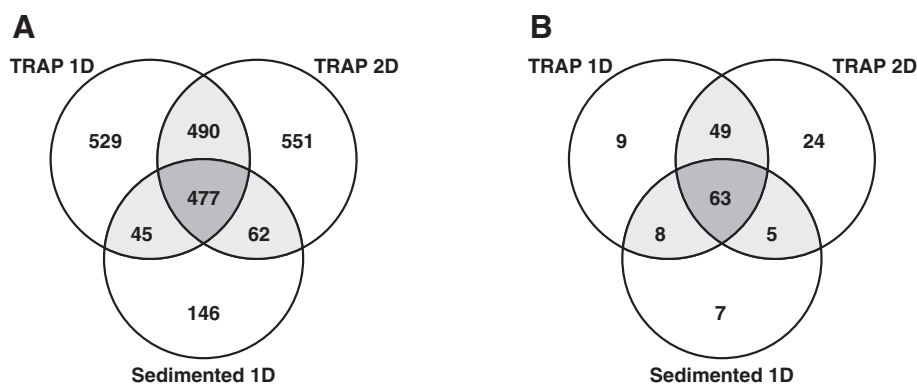 A
TRAP 1D
TRAP 2D
529
490
551
477
45
62
146
Sedimented 1D
B
TRAP 1D
TRAP 2D
9
49
24
63
8
5
7
Sedimented 1D